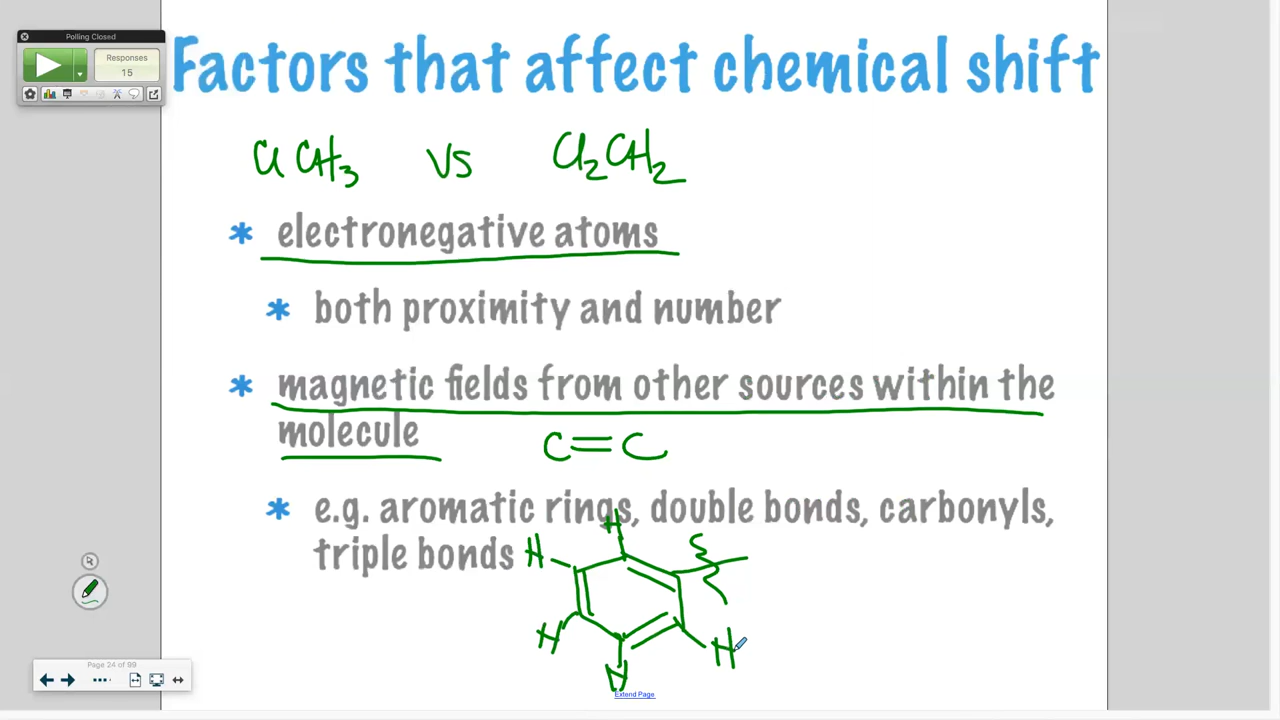 Polling Closed
Responses
15
Factors that affect chemical shift
ClCH3 vs Cl2CH2
* electronegative atoms
* both proximity and number
* magnetic fields from other sources within the
molecule
C=C
* e.g. aromatic rings, double bonds, carbonyls,
triple bonds
H
H
H
H
H
Page 24 of 99
Extend Page